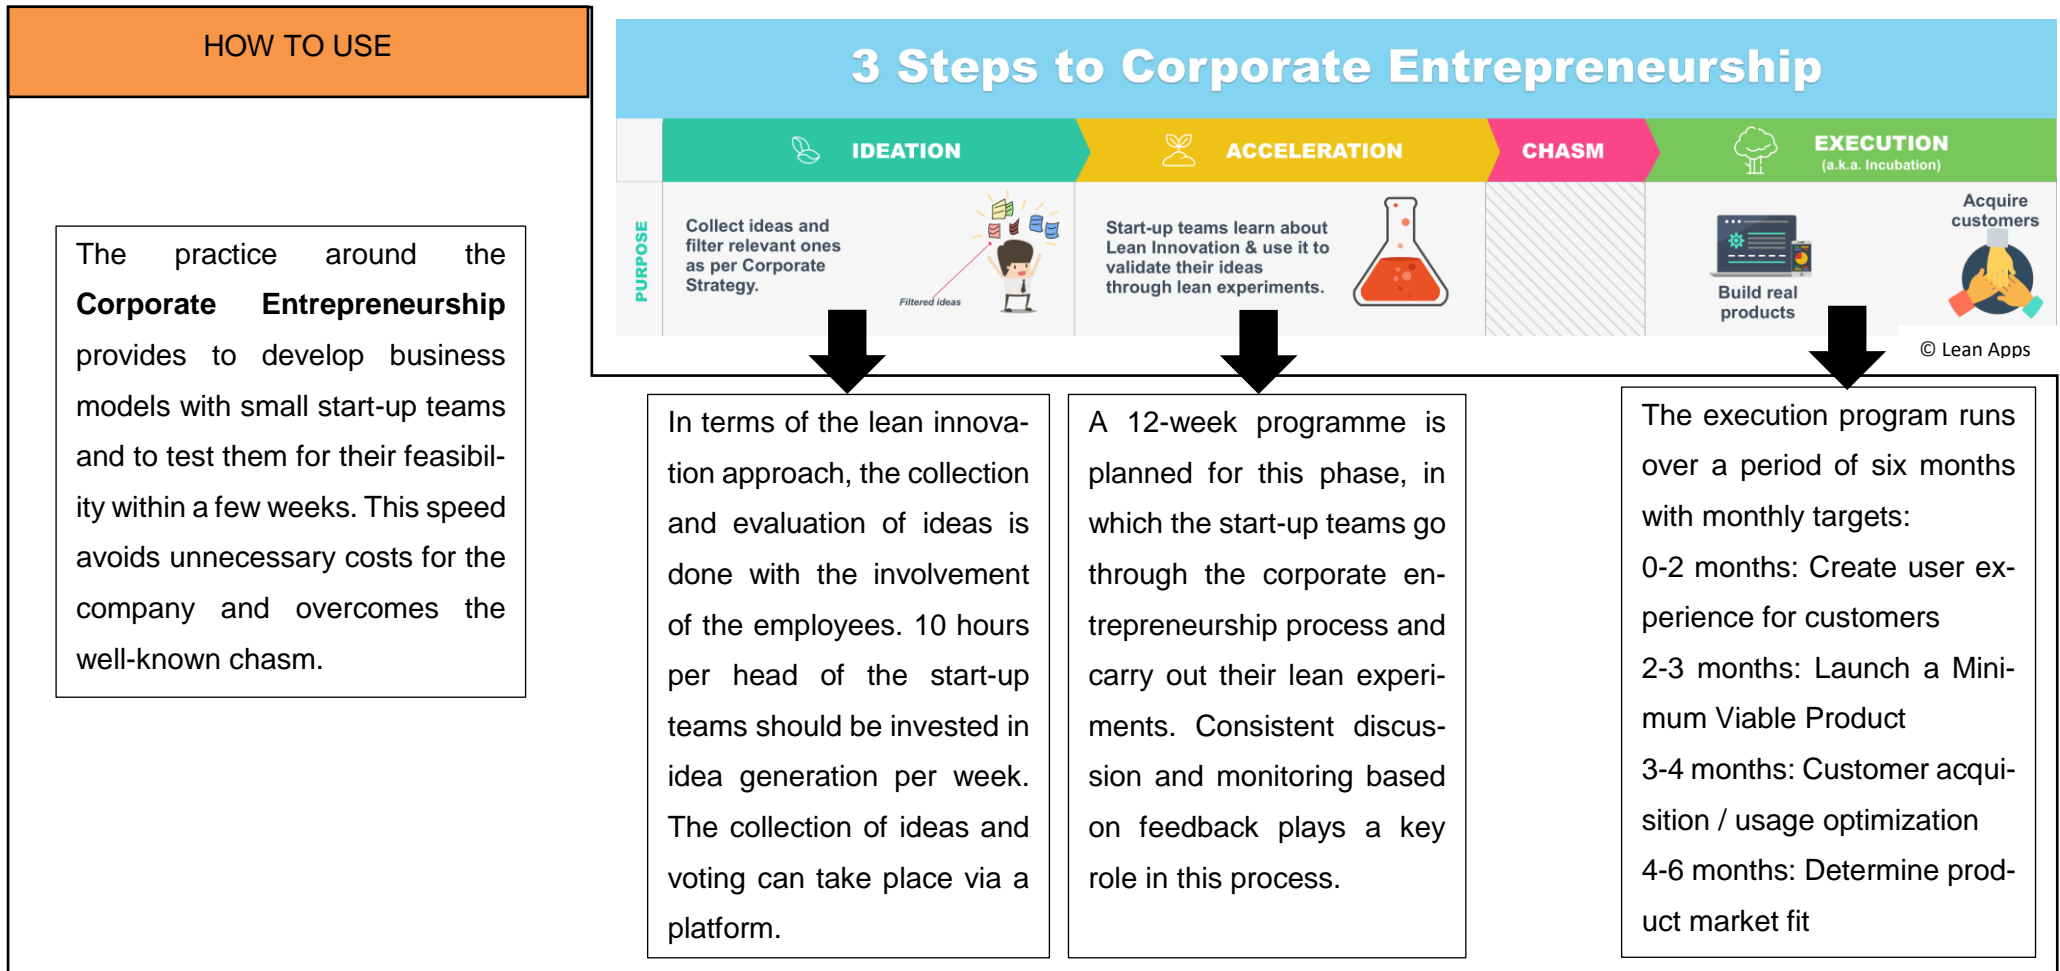 HOW TO USE
The practice around the
Corporate Entrepreneurship
provides to develop business
models with small start-up teams
and to test them for their feasibil-
ity within a few weeks. This speed
avoids unnecessary costs for the
company and overcomes the
well-known chasm.
3 Steps to Corporate Entrepreneurship
IDEATION
ACCELERATION
CHASM
EXECUTION
(a.k.a. Incubation)
PURPOSE
Collect ideas and
filter relevant ones
as per Corporate
Strategy.
Filtered ideas
Start-up teams learn about
Lean Innovation & use it to
validate their ideas
through lean experiments.
Build real
products
Acquire
customers
© Lean Apps
In terms of the lean innova-
tion approach, the collection
and evaluation of ideas is
done with the involvement
of the employees. 10 hours
per head of the start-up
teams should be invested in
idea generation per week.
The collection of ideas and
voting can take place via a
platform.
A 12-week programme is
planned for this phase, in
which the start-up teams go
through the corporate en-
trepreneurship process and
carry out their lean experi-
ments. Consistent discus-
sion and monitoring based
on feedback plays a key
role in this process.
The execution program runs
over a period of six months
with monthly targets:
0-2 months: Create user ex-
perience for customers
2-3 months: Launch a Mini-
mum Viable Product
3-4 months: Customer acqui-
sition / usage optimization
4-6 months: Determine prod-
uct market fit